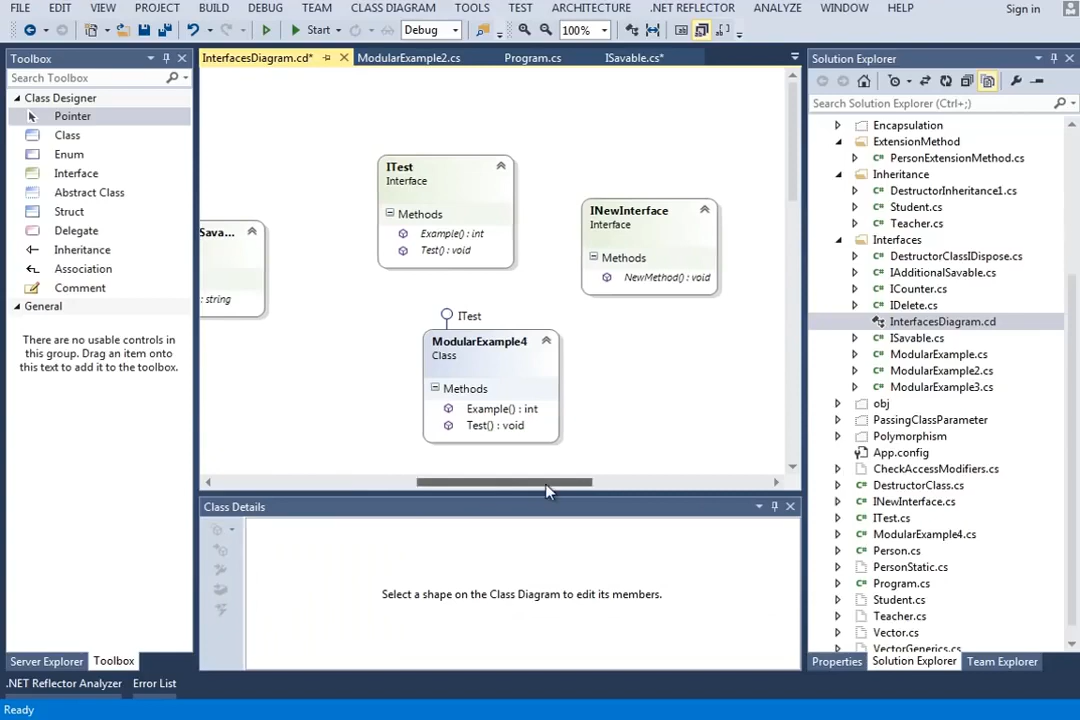 FILE EDIT VIEW PROJECT BUILD DEBUG TEAM CLASS DIAGRAM TOOLS TEST ARCHITECTURE .NET REFLECTOR ANALYZE WINDOW HELP Sign in
Start Debug 100%
Toolbox
Search Toolbox
Class Designer
Pointer
Class
Enum
Interface
Abstract Class
Struct
Delegate
Inheritance
Association
Comment
General
There are no usable controls in
this group. Drag an item onto
this text to add it to the toolbox.
Server Explorer Toolbox
InterfacesDiagram.cd* ModularExample2.cs Program.cs ISavable.cs*
Sava...
: string
ITest
Interface
Methods
Example() : int
Test() : void
INewInterface
Interface
Methods
NewMethod() : void
ITest
ModularExample4
Class
Methods
Example() : int
Test() : void
Class Details
Select a shape on the Class Diagram to edit its members.
Solution Explorer
Search Solution Explorer (Ctrl+;)
Encapsulation
ExtensionMethod
PersonExtensionMethod.cs
Inheritance
DestructorInheritance1.cs
Student.cs
Teacher.cs
Interfaces
DestructorClassIDispose.cs
IAdditionalSavable.cs
ICounter.cs
IDelete.cs
InterfacesDiagram.cd
ISavable.cs
ModularExample.cs
ModularExample2.cs
ModularExample3.cs
obj
PassingClassParameter
Polymorphism
App.config
CheckAccessModifiers.cs
DestructorClass.cs
INewInterface.cs
ITest.cs
ModularExample4.cs
Person.cs
PersonStatic.cs
Program.cs
Student.cs
Teacher.cs
Vector.cs
VectorGenerics.cs
Properties Solution Explorer Team Explorer
.NET Reflector Analyzer Error List
Ready